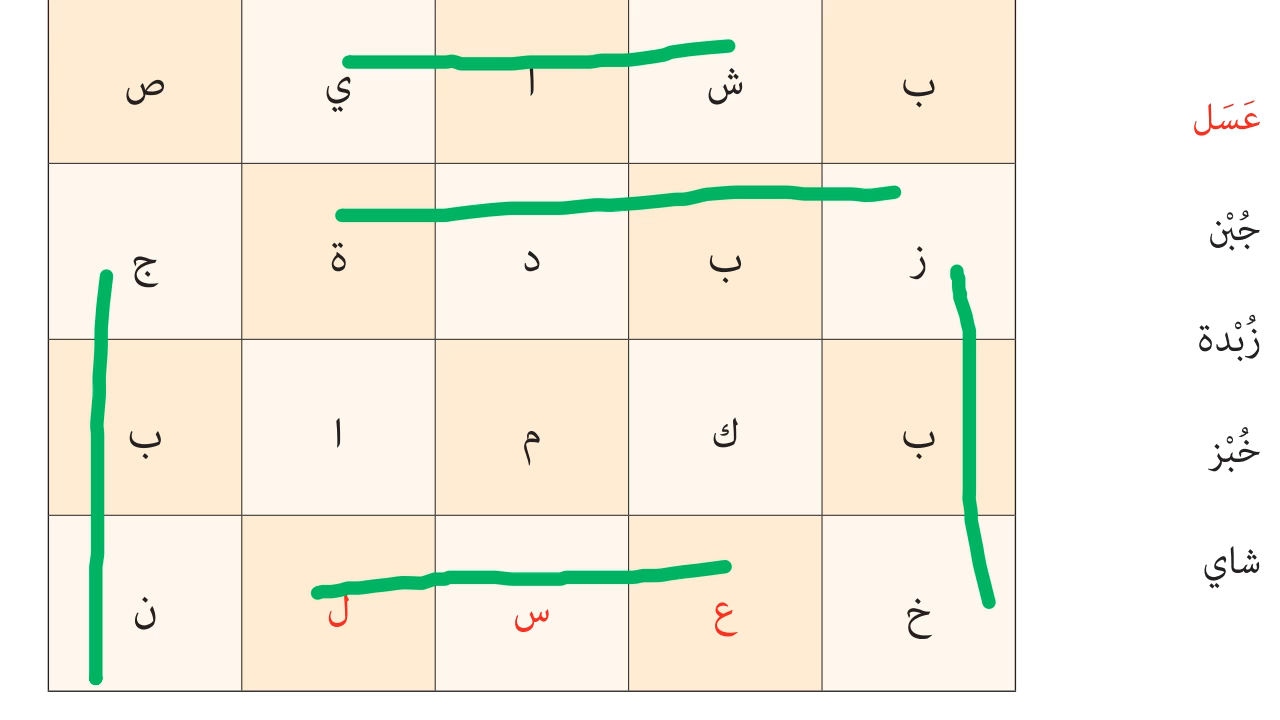 ب ش ا ي ص
ز ب د ة ج
ب ك م ا ب
خ ع س ل ن
عَسَل
جُبْن
زُبْدة
خُبْز
شاي